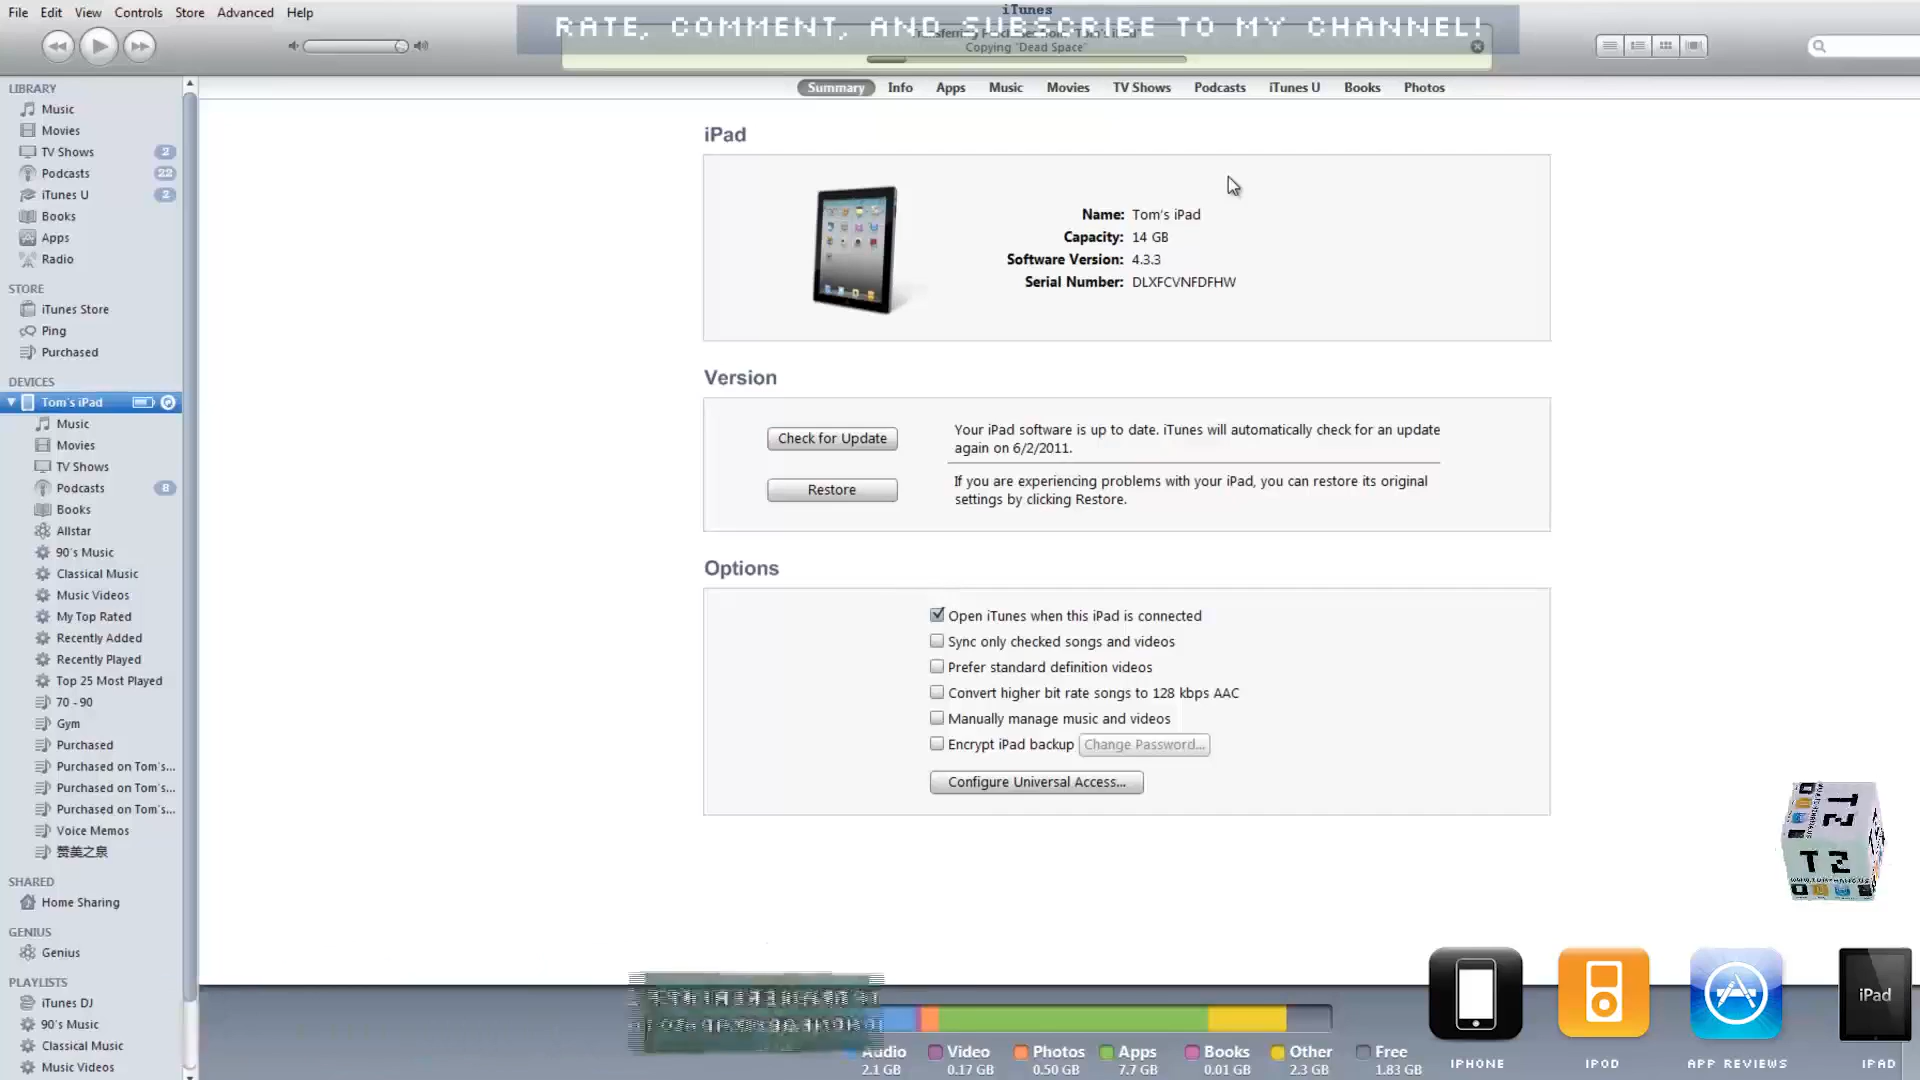 File Edit View Controls Store Advanced Help
iTunes
RATE, COMMENT, AND SUBSCRIBE TO MY CHANNEL!
Copying "Dead Space"
Summary Info Apps Music Movies TV Shows Podcasts iTunes U Books Photos
LIBRARY
Music
Movies
TV Shows 2
Podcasts 22
iTunes U 2
Books
Apps
Radio
STORE
iTunes Store
Ping
Purchased
DEVICES
Tom's iPad
Music
Movies
TV Shows
Podcasts 8
Books
Allstar
90's Music
Classical Music
Music Videos
My Top Rated
Recently Added
Recently Played
Top 25 Most Played
70 - 90
Gym
Purchased
Purchased on Tom's...
Purchased on Tom's...
Purchased on Tom's...
Voice Memos
赞美之泉
SHARED
Home Sharing
GENIUS
Genius
PLAYLISTS
iTunes DJ
90's Music
Classical Music
Music Videos
iPad
Name: Tom's iPad
Capacity: 14 GB
Software Version: 4.3.3
Serial Number: DLXFCVNFDFHW
Version
Check for Update
Your iPad software is up to date. iTunes will automatically check for an update
again on 6/2/2011.
Restore
If you are experiencing problems with your iPad, you can restore its original
settings by clicking Restore.
Options
Open iTunes when this iPad is connected
Sync only checked songs and videos
Prefer standard definition videos
Convert higher bit rate songs to 128 kbps AAC
Manually manage music and videos
Encrypt iPad backup Change Password...
Configure Universal Access...
TZ
TZ
Audio Video Photos Apps Books Other Free
2.1 GB 0.17 GB 0.50 GB 7.7 GB 0.01 GB 2.3 GB 1.83 GB
iPad
IPHONE IPOD APP REVIEWS IPAD